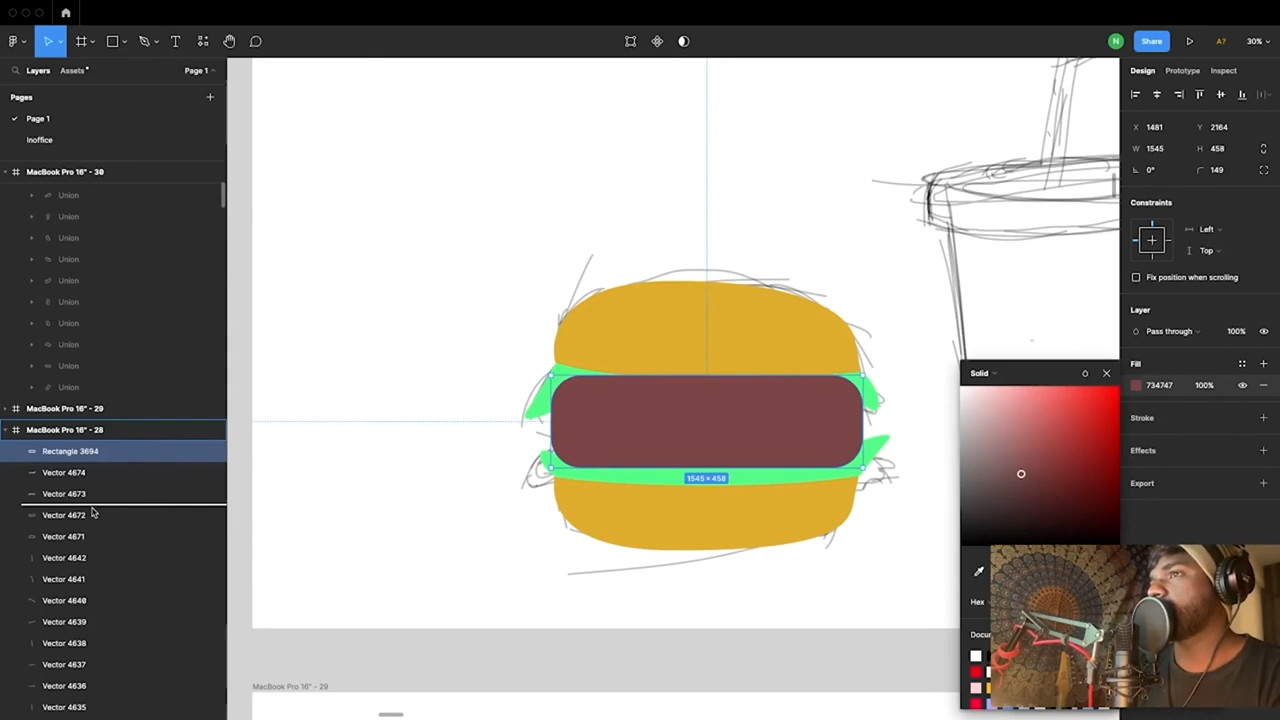 Share
A?
30%
Layers
Assets
Page 1
Design
Prototype
Inspect
Pages
Page 1
Inoffice
X 1481
Y 2164
W 1545
H 458
0°
149
MacBook Pro 16" - 30
Union
Union
Union
Union
Union
Union
Union
Union
Union
Union
Constraints
Left
Top
Fix position when scrolling
Layer
Pass through
100%
Fill
734747
100%
Stroke
Effects
Export
Solid
MacBook Pro 16" - 29
MacBook Pro 16" - 28
Rectangle 3694
Vector 4674
Vector 4673
Vector 4672
Vector 4671
Vector 4642
Vector 4641
Vector 4640
Vector 4639
Vector 4638
Vector 4637
Vector 4636
Vector 4635
1545 × 458
Hex
Docu
MacBook Pro 16" - 29
N